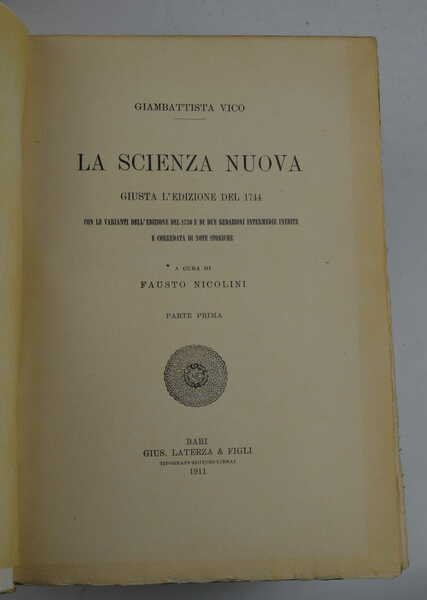 GIAMBATTISTA VICO
LA SCIENZA NUOVA
GIUSTA L'EDIZIONE DEL 1744
CON LE VARIANTI DELL'EDIZIONE DEL 1730 E DI DUE REDAZIONI INTERMEDIE INEDITE
E CORREDATA DI NOTE STORICHE
A CURA DI
FAUSTO NICOLINI
PARTE PRIMA
BARI
GIUS. LATERZA & FIGLI
TIPOGRAFI-EDITORI-LIBRAI
1911